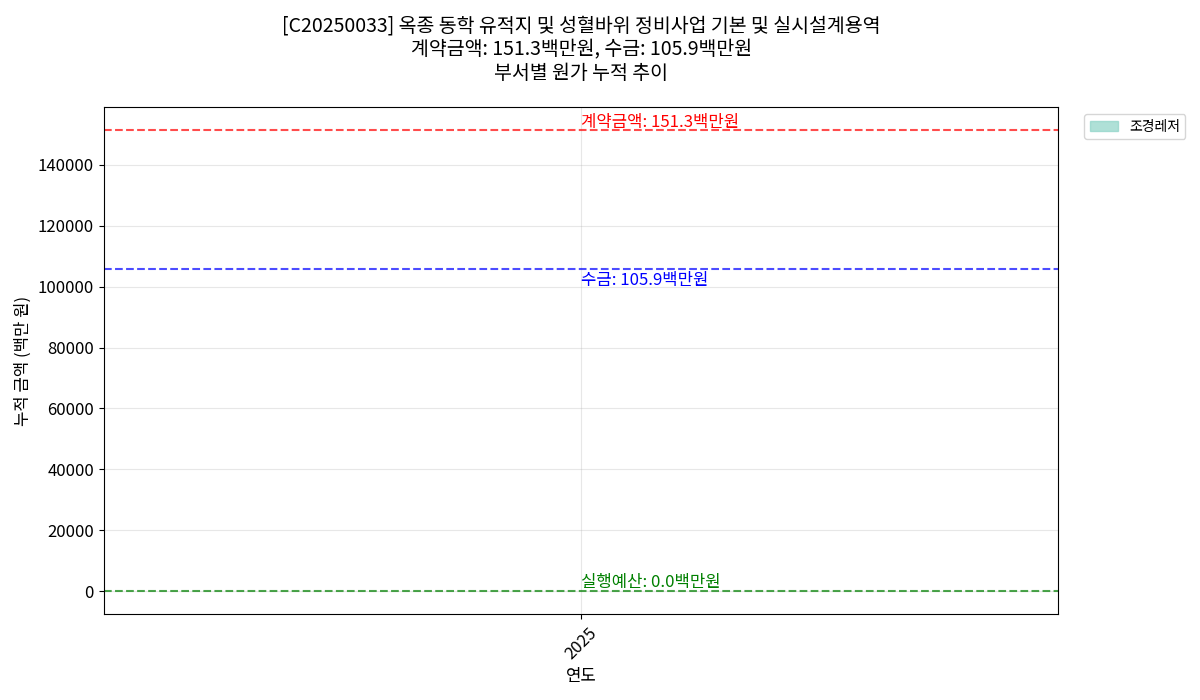 [C20250033] 옥종 동학 유적지 및 성혈바위 정비사업 기본 및 실시설계용역
계약금액: 151.3백만원, 수금: 105.9백만원
부서별 원가 누적 추이
계약금액: 151.3백만원
조경레저
140000
120000
수금: 105.9백만원
100000
80000
60000
40000
20000
실행예산: 0.0백만원
0
누적 금액 (백만 원)
2025
연도